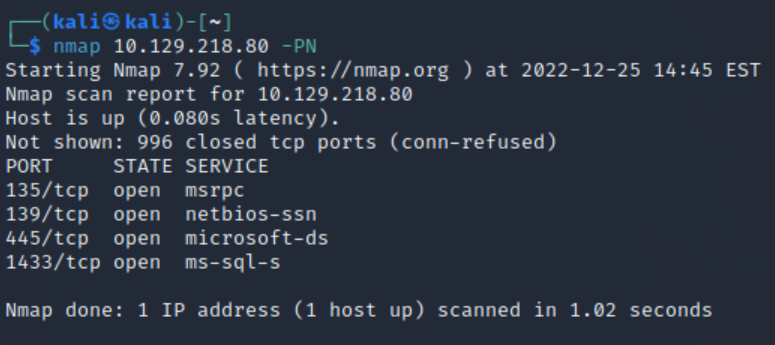 ┌──(kali㉿kali)-[~]
└─$ nmap 10.129.218.80 -PN
Starting Nmap 7.92 ( https://nmap.org ) at 2022-12-25 14:45 EST
Nmap scan report for 10.129.218.80
Host is up (0.080s latency).
Not shown: 996 closed tcp ports (conn-refused)
PORT     STATE SERVICE
135/tcp  open  msrpc
139/tcp  open  netbios-ssn
445/tcp  open  microsoft-ds
1433/tcp open  ms-sql-s
Nmap done: 1 IP address (1 host up) scanned in 1.02 seconds